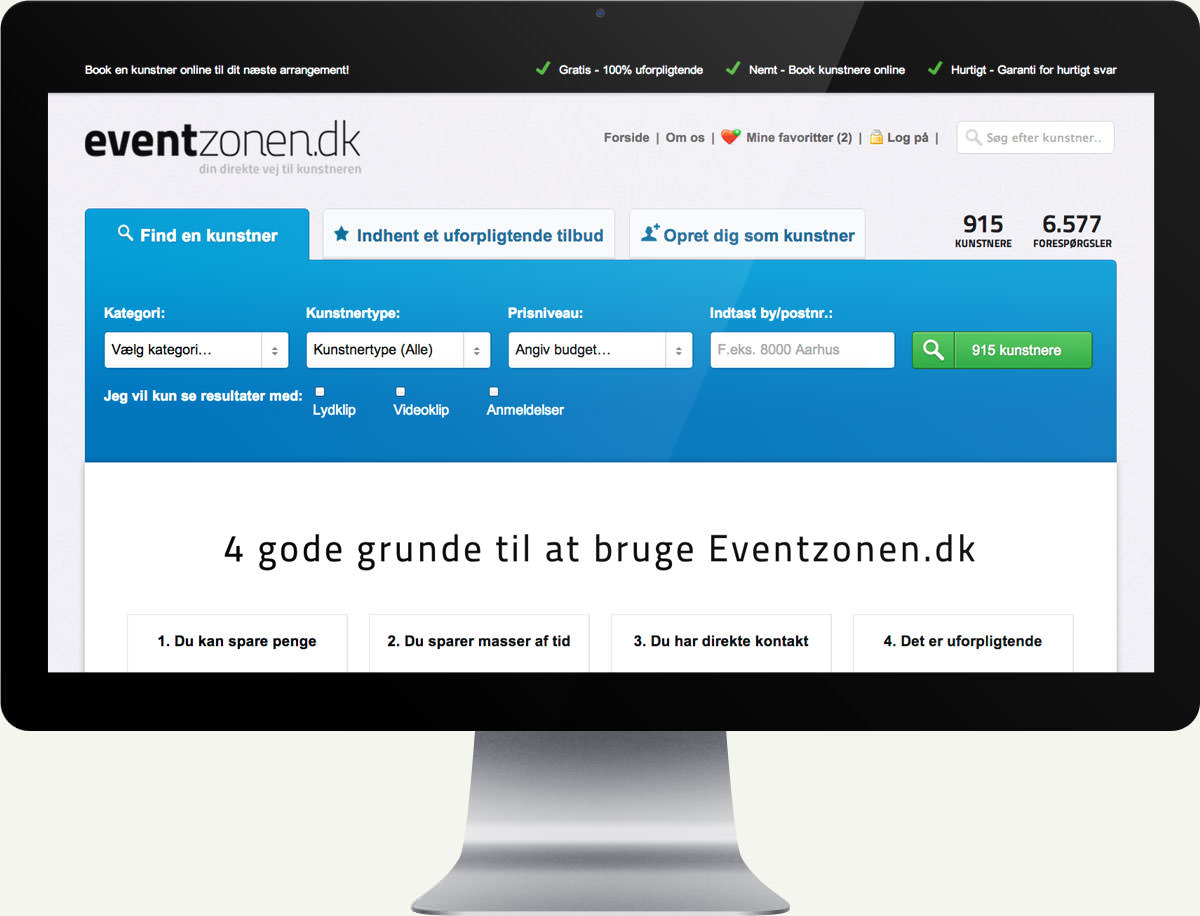 Book en kunstner online til dit næste arrangement!
Gratis - 100% uforpligtende
Nemt - Book kunstnere online
Hurtigt - Garanti for hurtigt svar
eventzonen.dk
din direkte vej til kunstneren
Forside | Om os | Mine favoritter (2) | Log på |
Søg efter kunstner..
Find en kunstner
Indhent et uforpligtende tilbud
Opret dig som kunstner
915
KUNSTNERE
6.577
FORESPØRGSLER
Kategori:
Kunstnertype:
Prisniveau:
Indtast by/postnr.:
Vælg kategori...
Kunstnertype (Alle)
Angiv budget...
F.eks. 8000 Aarhus
915 kunstnere
Jeg vil kun se resultater med:
Lydklip
Videoklip
Anmeldelser
4 gode grunde til at bruge Eventzonen.dk
1. Du kan spare penge
2. Du sparer masser af tid
3. Du har direkte kontakt
4. Det er uforpligtende